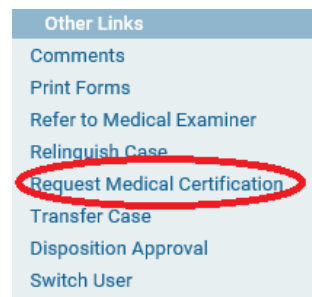 Other Links
Comments
Print Forms
Refer to Medical Examiner
Relinquish Case
Request Medical Certification
Transfer Case
Disposition Approval
Switch User